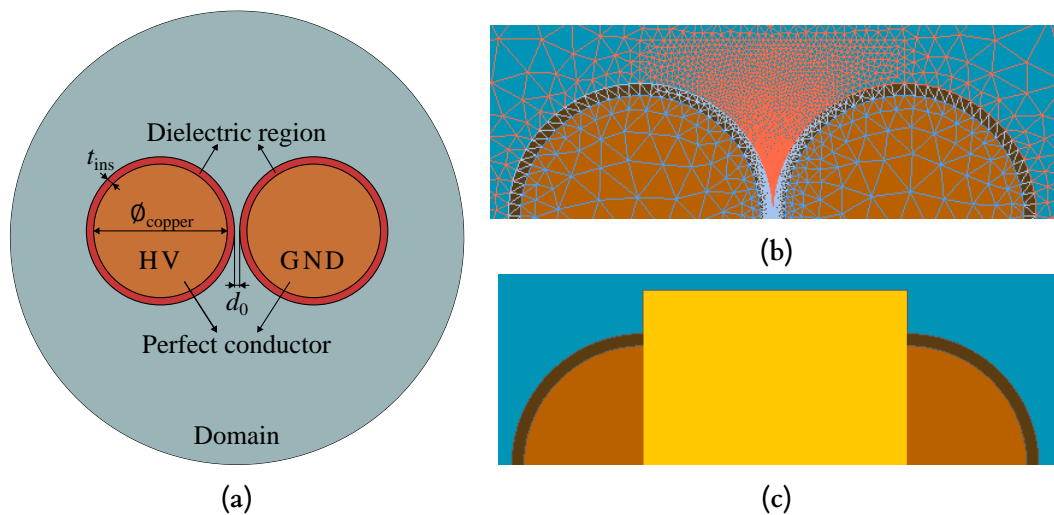 Dielectric region
t_ins
∅_copper
HV GND
d_0
Perfect conductor
Domain
(a)
(b)
(c)